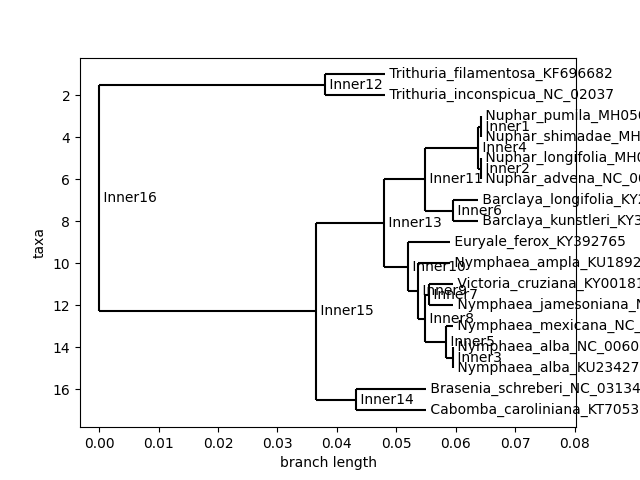 Trithuria_filamentosa_KF696682
Inner12
2
Trithuria_inconspicua_NC_02037
Nuphar_pumila_MH05
Inner1
4
Nuphar_shimadae_MH
Inner4
Nuphar_longifolia_MH0
Inner2
6
Inner11
Nuphar_advena_NC_00
Inner16
Barclaya_longifolia_KY2
Inner6
8
Inner13
Barclaya_kunstleri_KY3
taxa
Euryale_ferox_KY392765
10
Inner10
Nymphaea_ampla_KU1892
Victoria_cruziana_KY00181
Inner9
Inner7
12
Inner15
Nymphaea_jamesoniana_N
Inner8
Nymphaea_mexicana_NC_
Inner5
14
Nymphaea_alba_NC_0060
Inner3
Nymphaea_alba_KU23427
16
Brasenia_schreberi_NC_03134
Inner14
Cabomba_caroliniana_KT7053
0.00 0.01 0.02 0.03 0.04 0.05 0.06 0.07 0.08
branch length